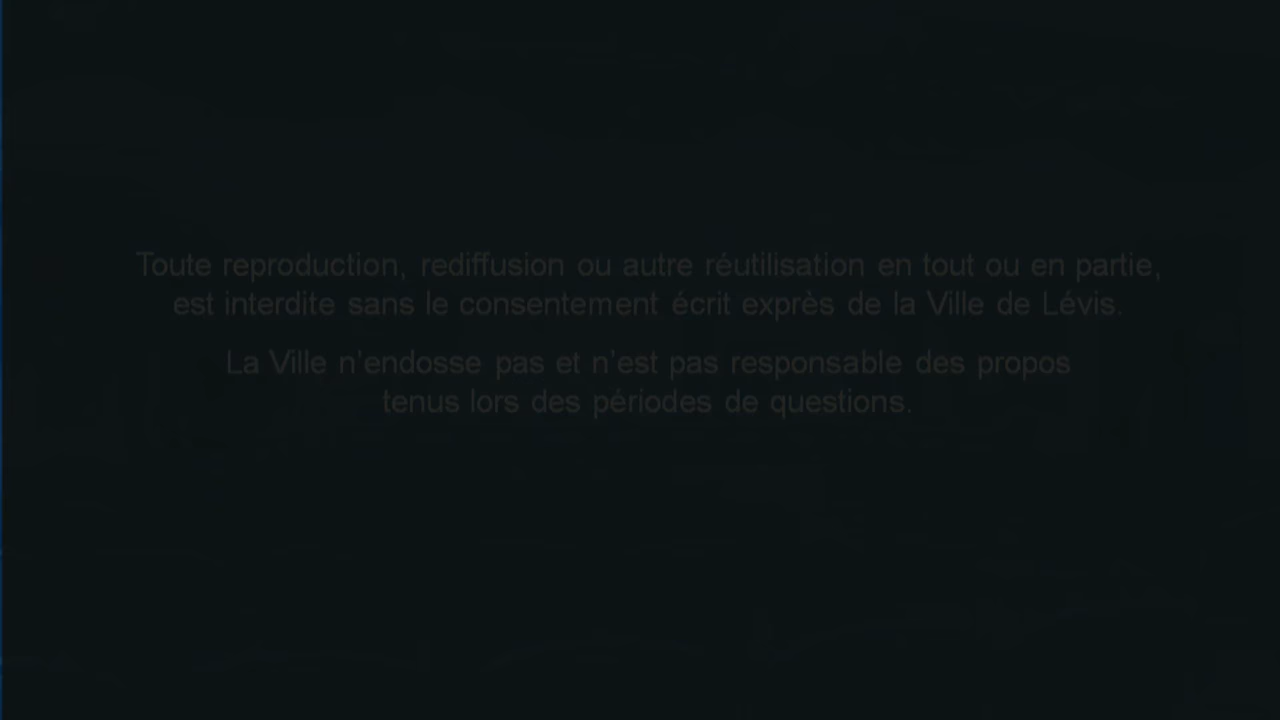 Toute reproduction, rediffusion ou autre réutilisation en tout ou en partie,
est interdite sans le consentement écrit exprès de la Ville de Lévis.
La Ville n'endosse pas et n'est pas responsable des propos
tenus lors des périodes de questions.